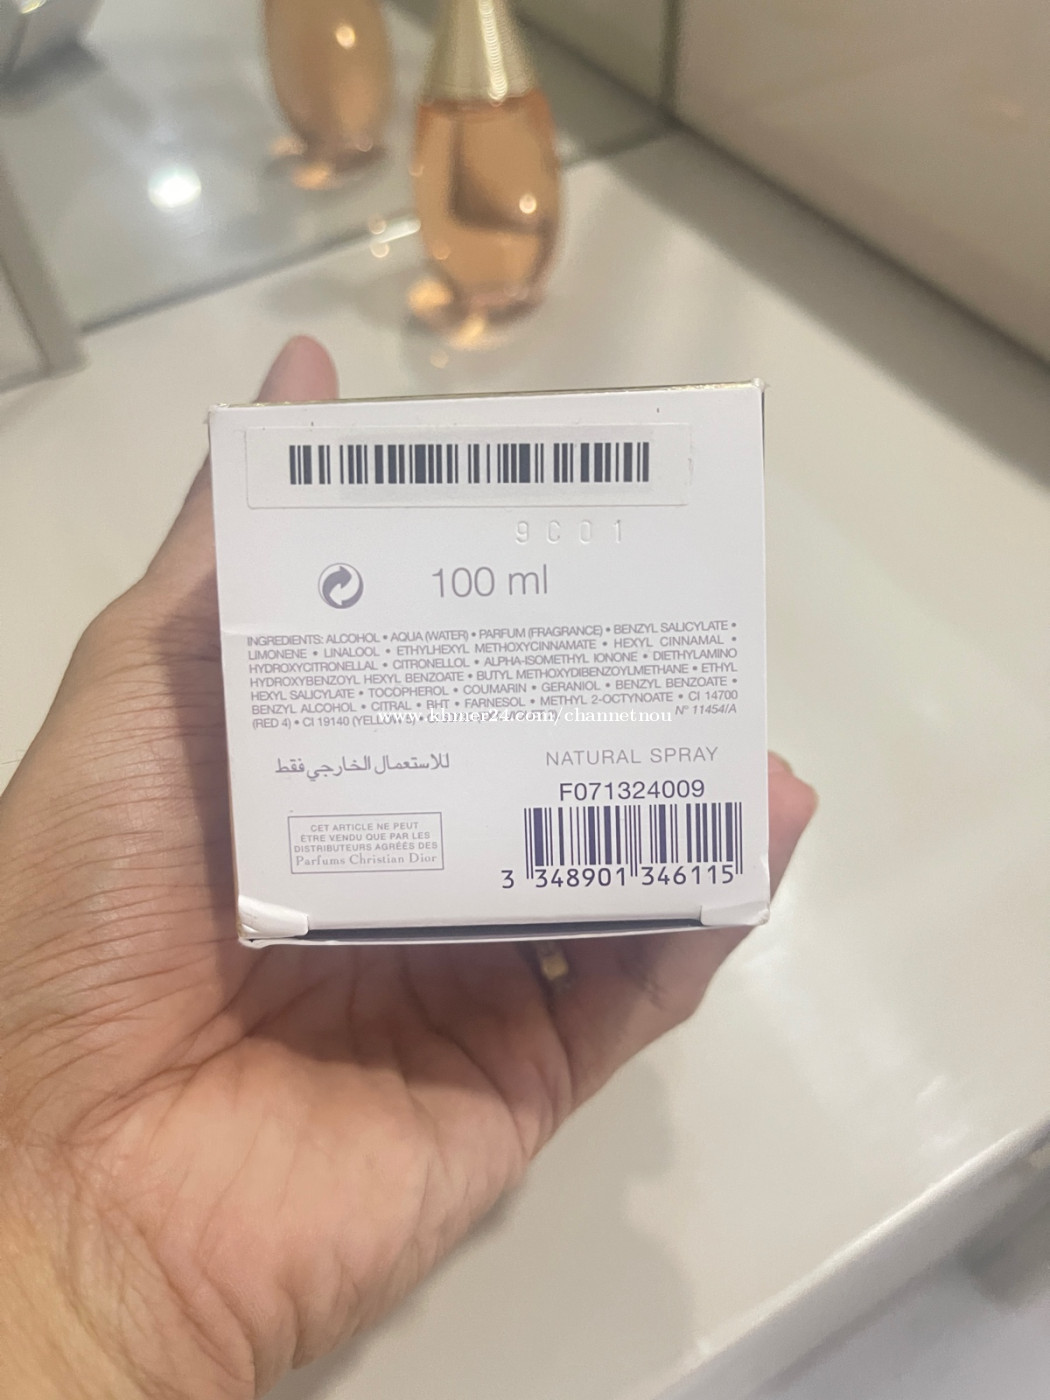 9C01
100 ml
INGREDIENTS: ALCOHOL • AQUA (WATER) • PARFUM (FRAGRANCE) • BENZYL SALICYLATE •
LIMONENE • LINALOOL • ETHYLHEXYL METHOXYCINNAMATE • HEXYL CINNAMAL •
HYDROXYCITRONELLAL • CITRONELLOL • ALPHA-ISOMETHYL IONONE • DIETHYLAMINO
HYDROXYBENZOYL HEXYL BENZOATE • BUTYL METHOXYDIBENZOYLMETHANE • ETHYL
HEXYL SALICYLATE • TOCOPHEROL • COUMARIN • GERANIOL • BENZYL BENZOATE •
BENZYL ALCOHOL • CITRAL • BHT • FARNESOL • METHYL 2-OCTYNOATE • CI 14700
(RED 4) • CI 19140 (YELLOW 5) • N° 11454/A
www.khmer24.com/channetnou
للاستعمال الخارجي فقط
NATURAL SPRAY
F071324009
CET ARTICLE NE PEUT
ÊTRE VENDU QUE PAR LES
DISTRIBUTEURS AGRÉÉS DES
Parfums Christian Dior
3 348901 346115